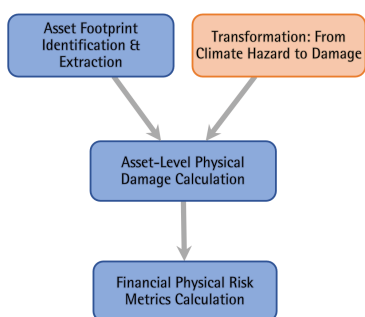 Asset Footprint
Identification &
Extraction
Transformation: From
Climate Hazard to Damage
Asset-Level Physical
Damage Calculation
Financial Physical Risk
Metrics Calculation